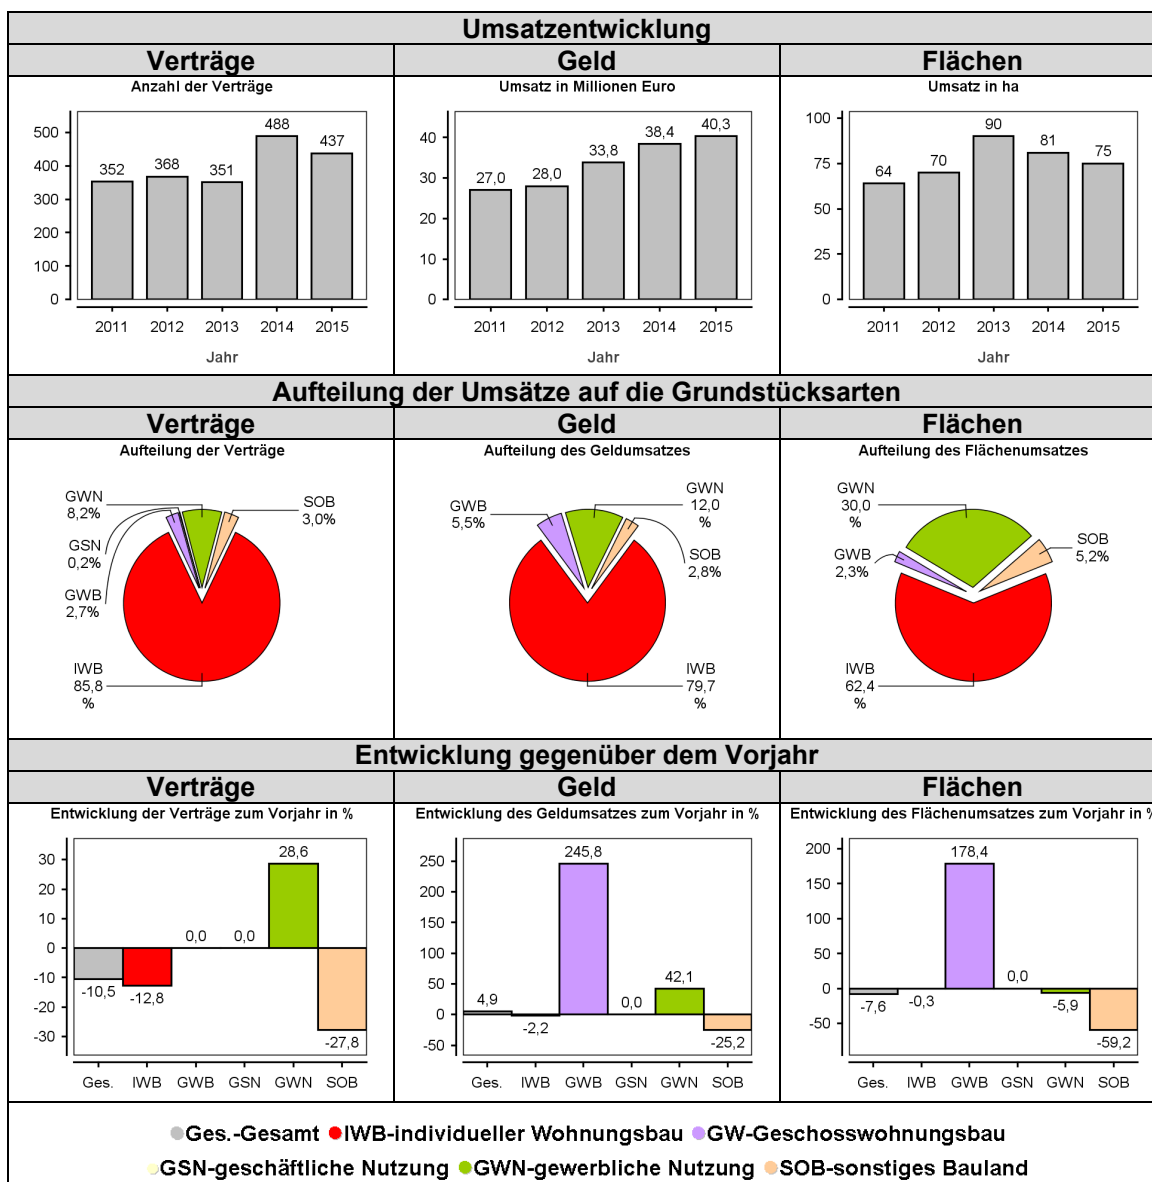 Umsatzentwicklung
Verträge Geld Flächen
Anzahl der Verträge
500
400
300
200
100
0
352
368
351
488
437
2011 2012 2013 2014 2015
Jahr
Umsatz in Millionen Euro
40
30
20
10
0
27,0
28,0
33,8
38,4
40,3
2011 2012 2013 2014 2015
Jahr
Umsatz in ha
100
75
50
25
0
64
70
90
81
75
2011 2012 2013 2014 2015
Jahr
Aufteilung der Umsätze auf die Grundstücksarten
Verträge Geld Flächen
Aufteilung der Verträge
GWN
8,2%
SOB
3,0%
GSN
0,2%
GWB
2,7%
IWB
85,8
%
Aufteilung des Geldumsatzes
GWB
5,5%
GWN
12,0
%
SOB
2,8%
IWB
79,7
%
Aufteilung des Flächenumsatzes
GWN
30,0
%
SOB
5,2%
GWB
2,3%
IWB
62,4
%
Entwicklung gegenüber dem Vorjahr
Verträge Geld Flächen
Entwicklung der Verträge zum Vorjahr in %
30
20
10
0
-10
-20
-30
-10,5
-12,8
0,0
0,0
28,6
-27,8
Ges. IWB GWB GSN GWN SOB
Entwicklung des Geldumsatzes zum Vorjahr in %
250
200
150
100
50
0
-50
4,9
-2,2
245,8
0,0
42,1
-25,2
Ges. IWB GWB GSN GWN SOB
Entwicklung des Flächenumsatzes zum Vorjahr in %
200
150
100
50
0
-50
-7,6
-0,3
178,4
0,0
-5,9
-59,2
Ges. IWB GWB GSN GWN SOB
Ges.-Gesamt IWB-individueller Wohnungsbau GW-Geschosswohnungsbau
GSN-geschäftliche Nutzung GWN-gewerbliche Nutzung SOB-sonstiges Bauland